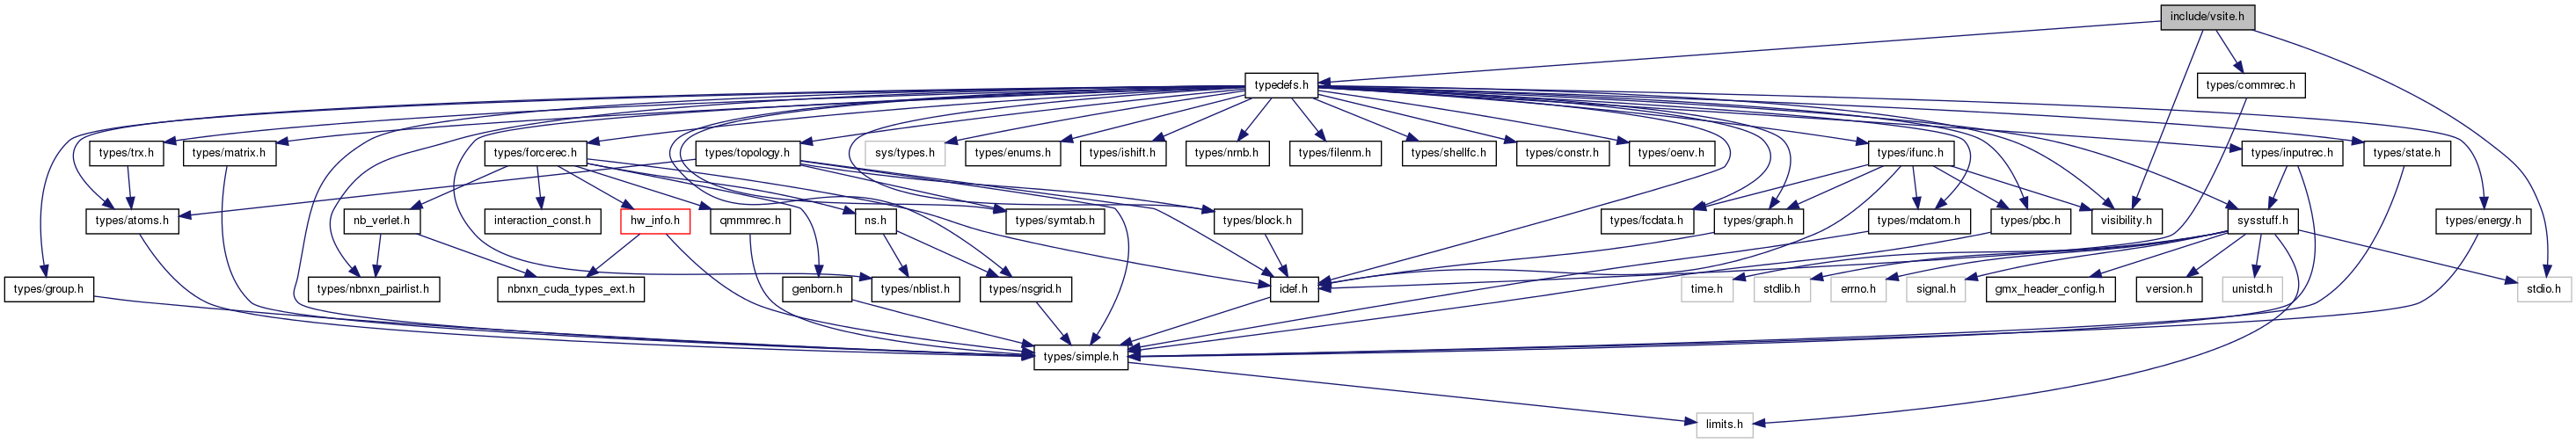 include/vsite.h
typedefs.h
types/commrec.h
types/trx.h
types/matrix.h
types/forcerec.h
types/topology.h
sys/types.h
types/enums.h
types/ishift.h
types/nrnb.h
types/filenm.h
types/shellfc.h
types/constr.h
types/oenv.h
types/ifunc.h
types/inputrec.h
types/state.h
types/atoms.h
nb_verlet.h
interaction_const.h
hw_info.h
qmmmrec.h
ns.h
types/symtab.h
types/block.h
types/fcdata.h
types/graph.h
types/mdatom.h
types/pbc.h
visibility.h
sysstuff.h
types/energy.h
types/group.h
types/nbnxn_pairlist.h
nbnxn_cuda_types_ext.h
genborn.h
types/nblist.h
types/nsgrid.h
idef.h
time.h
stdlib.h
errno.h
signal.h
gmx_header_config.h
version.h
unistd.h
stdio.h
types/simple.h
limits.h